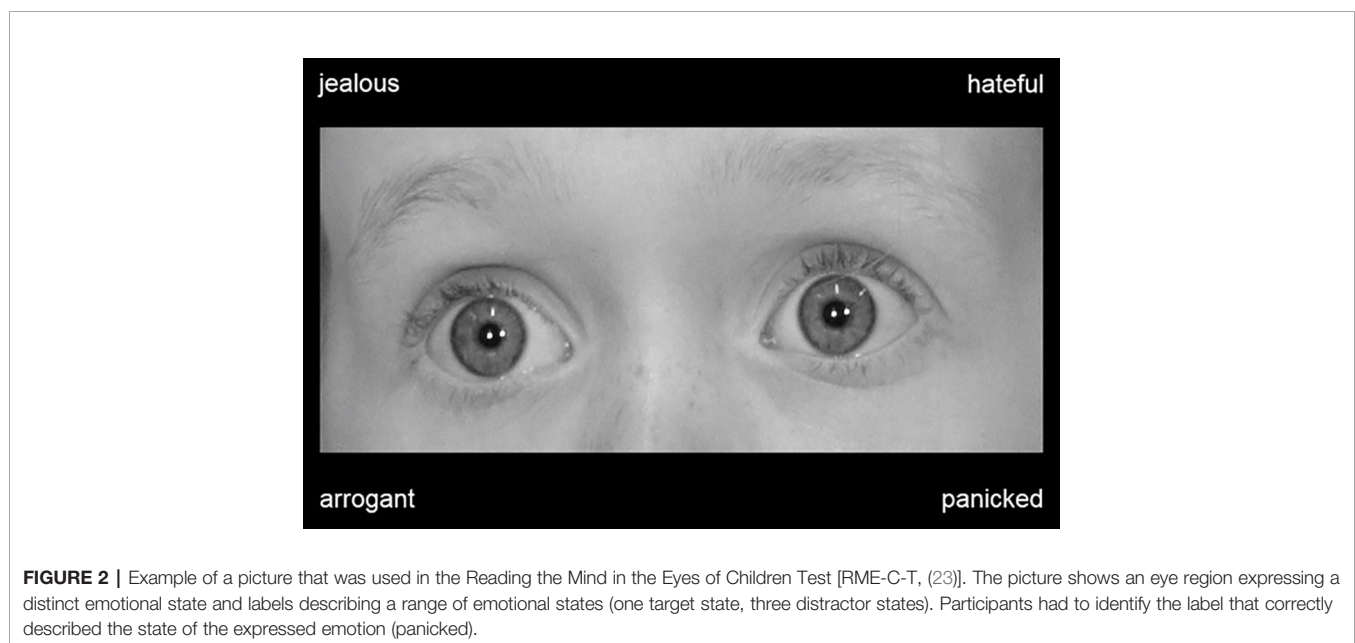 jealous hateful
arrogant panicked
FIGURE 2 | Example of a picture that was used in the Reading the Mind in the Eyes of Children Test [RME-C-T, (23)]. The picture shows an eye region expressing a
distinct emotional state and labels describing a range of emotional states (one target state, three distractor states). Participants had to identify the label that correctly
described the state of the expressed emotion (panicked).